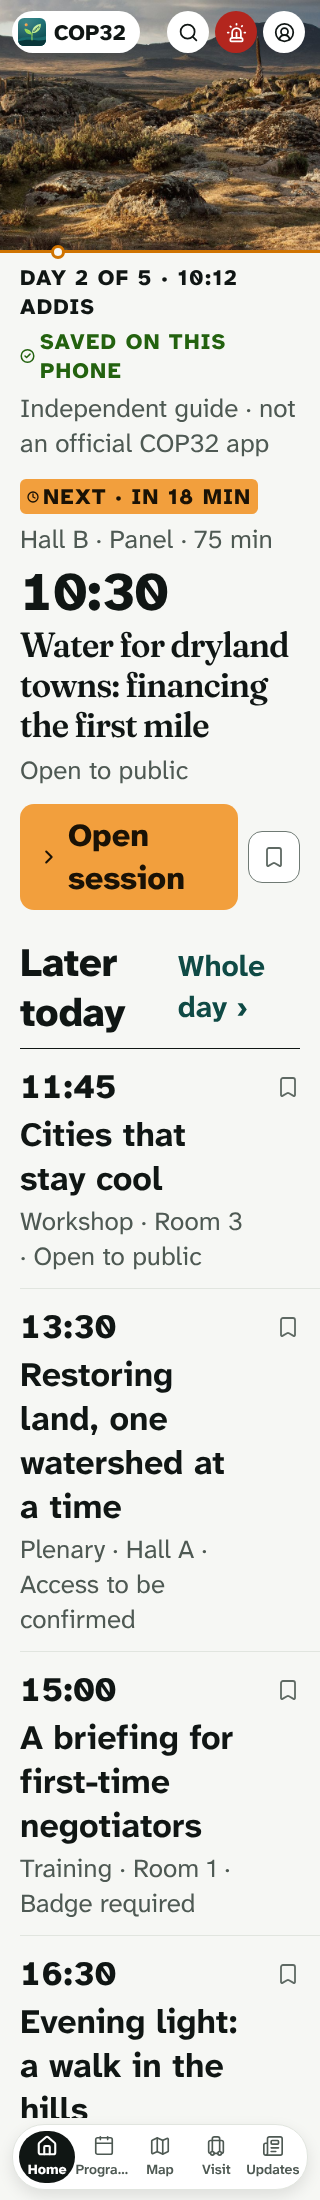 COP32
DAY 2 OF 5 · 10:12
ADDIS
SAVED ON THIS
PHONE
Independent guide · not
an official COP32 app
NEXT · IN 18 MIN
Hall B · Panel · 75 min
10:30
Water for dryland
towns: financing
the first mile
Open to public
Open
session
Later
today
Whole
day ›
11:45
Cities that
stay cool
Workshop · Room 3
· Open to public
13:30
Restoring
land, one
watershed at
a time
Plenary · Hall A ·
Access to be
confirmed
15:00
A briefing for
first-time
negotiators
Training · Room 1 ·
Badge required
16:30
Evening light:
a walk in the
hills
Home
Progra...
Map
Visit
Updates